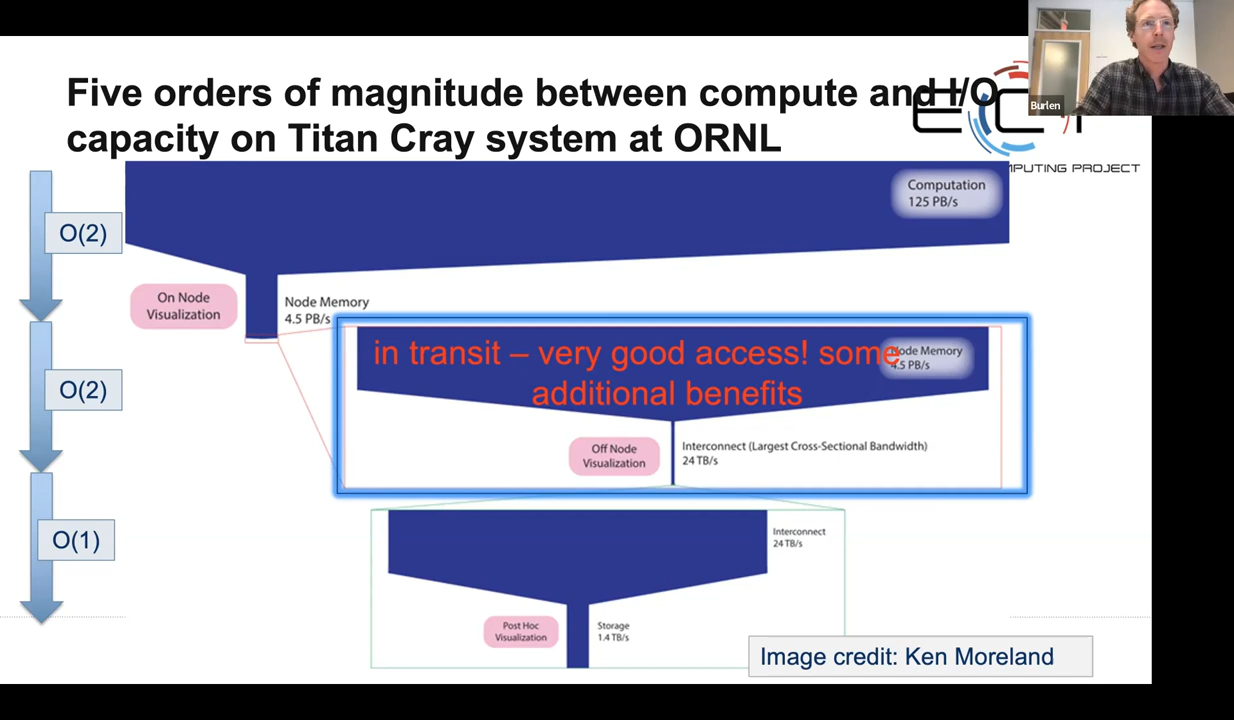 Five orders of magnitude between compute and I/O
capacity on Titan Cray system at ORNL
Burlen
ECP
MPUTING PROJECT
Computation
125 PB/s
O(2)
On Node
Visualization
Node Memory
4.5 PB/s
in transit – very good access! some
additional benefits
Node Memory
4.5 PB/s
O(2)
Off Node
Visualization
Interconnect (Largest Cross-Sectional Bandwidth)
24 TB/s
O(1)
Interconnect
24 TB/s
Post Hoc
Visualization
Storage
1.4 TB/s
Image credit: Ken Moreland